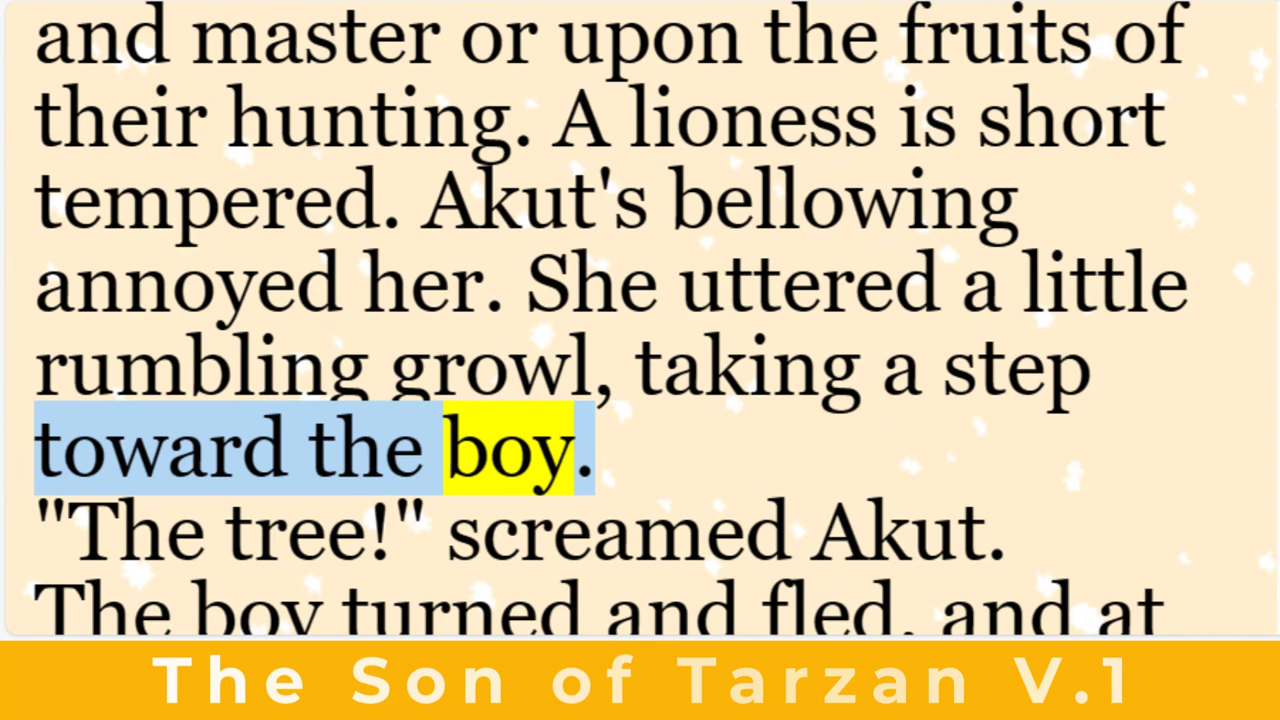 and master or upon the fruits of
their hunting. A lioness is short
tempered. Akut's bellowing
annoyed her. She uttered a little
rumbling growl, taking a step
toward the boy.
"The tree!" screamed Akut.
The boy turned and fled, and at
The Son of Tarzan V.1